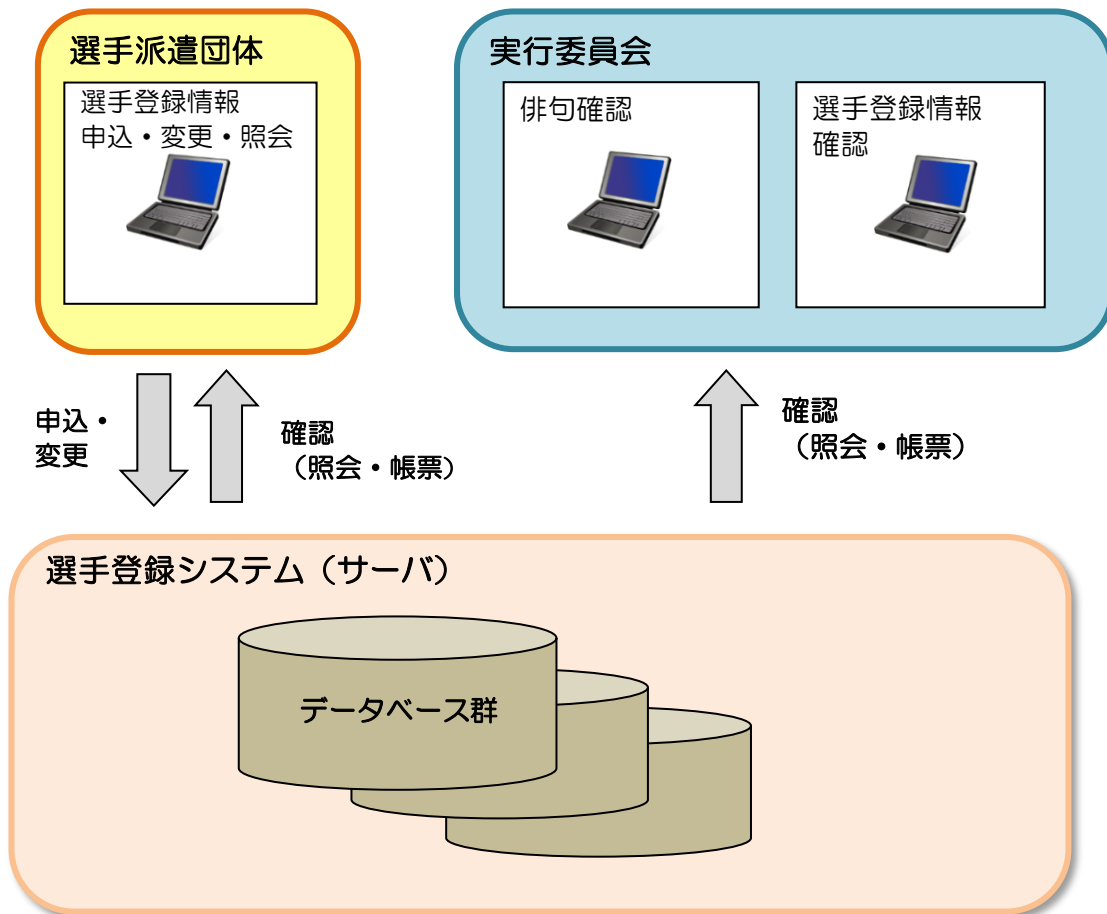 選手派遣団体
選手登録情報
申込・変更・照会
実行委員会
俳句確認
選手登録情報
確認
申込・
変更
確認
（照会・帳票）
確認
（照会・帳票）
選手登録システム（サーバ）
データベース群